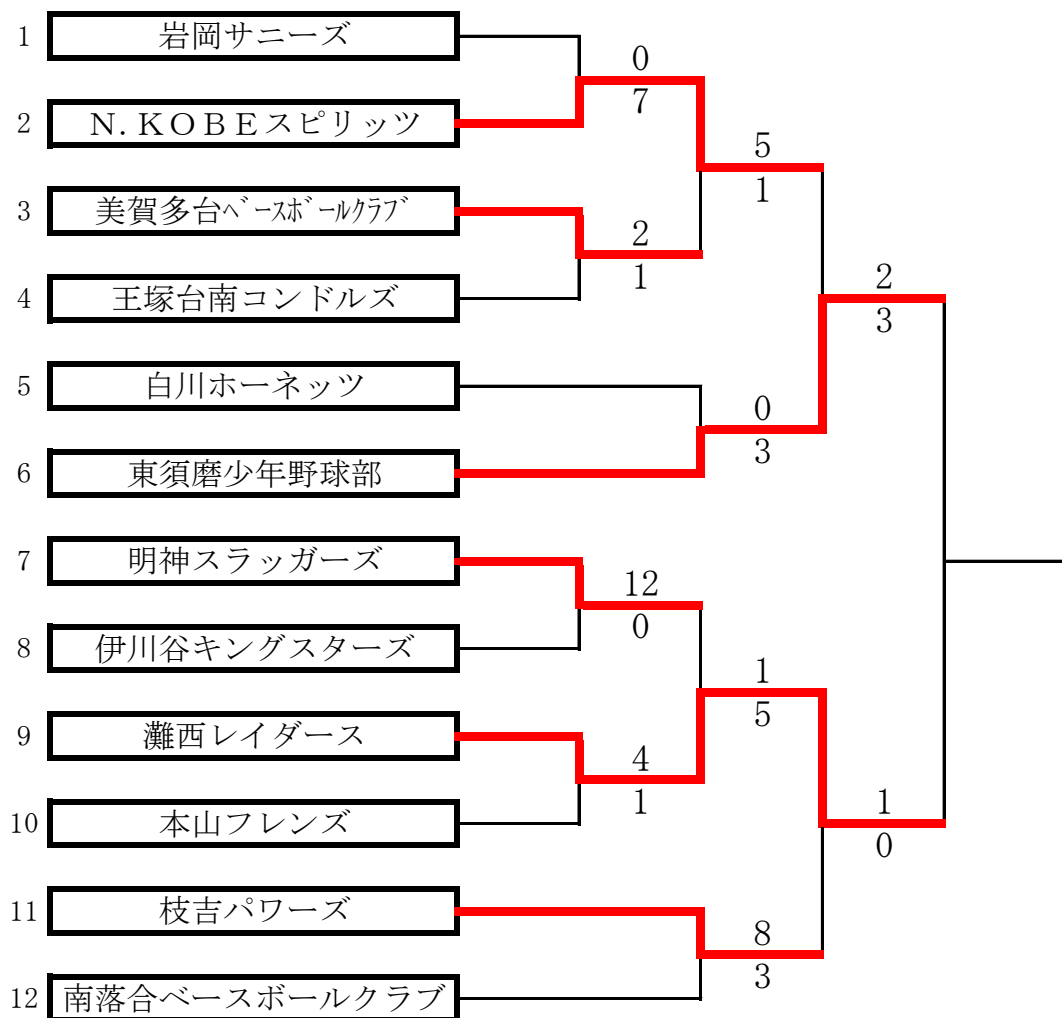 1 岩岡サニーズ
0
7
2 N.KOBEスピリッツ
5
1
3 美賀多台ベースボールクラブ
2
1
4 王塚台南コンドルズ
2
3
5 白川ホーネッツ
0
3
6 東須磨少年野球部
7 明神スラッガーズ
12
0
8 伊川谷キングスターズ
1
5
9 灘西レイダース
4
1
10 本山フレンズ
1
0
11 枝吉パワーズ
8
3
12 南落合ベースボールクラブ